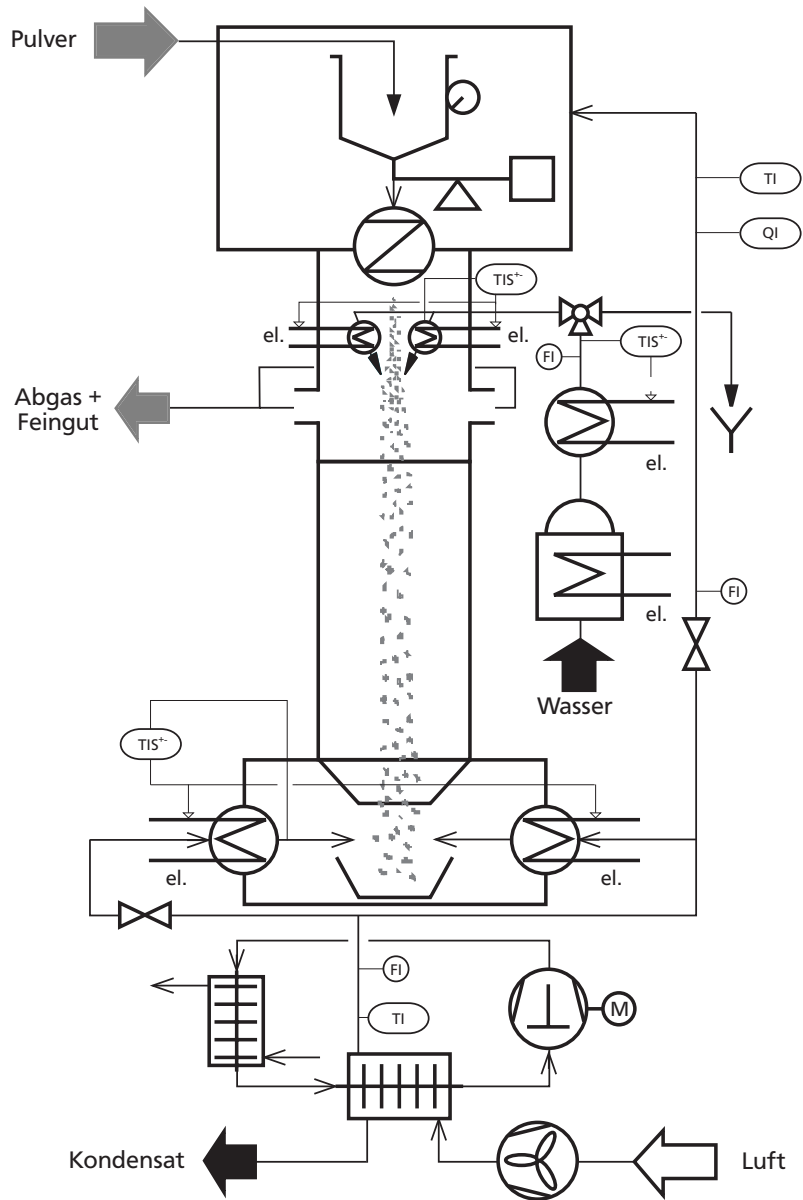 Pulver
TI
QI
TIS⁺⁻
el.
el.
FI
TIS⁺⁻
Abgas +
Feingut
el.
FI
el.
Wasser
TIS⁺⁻
el.
el.
FI
TI
M
Kondensat
Luft